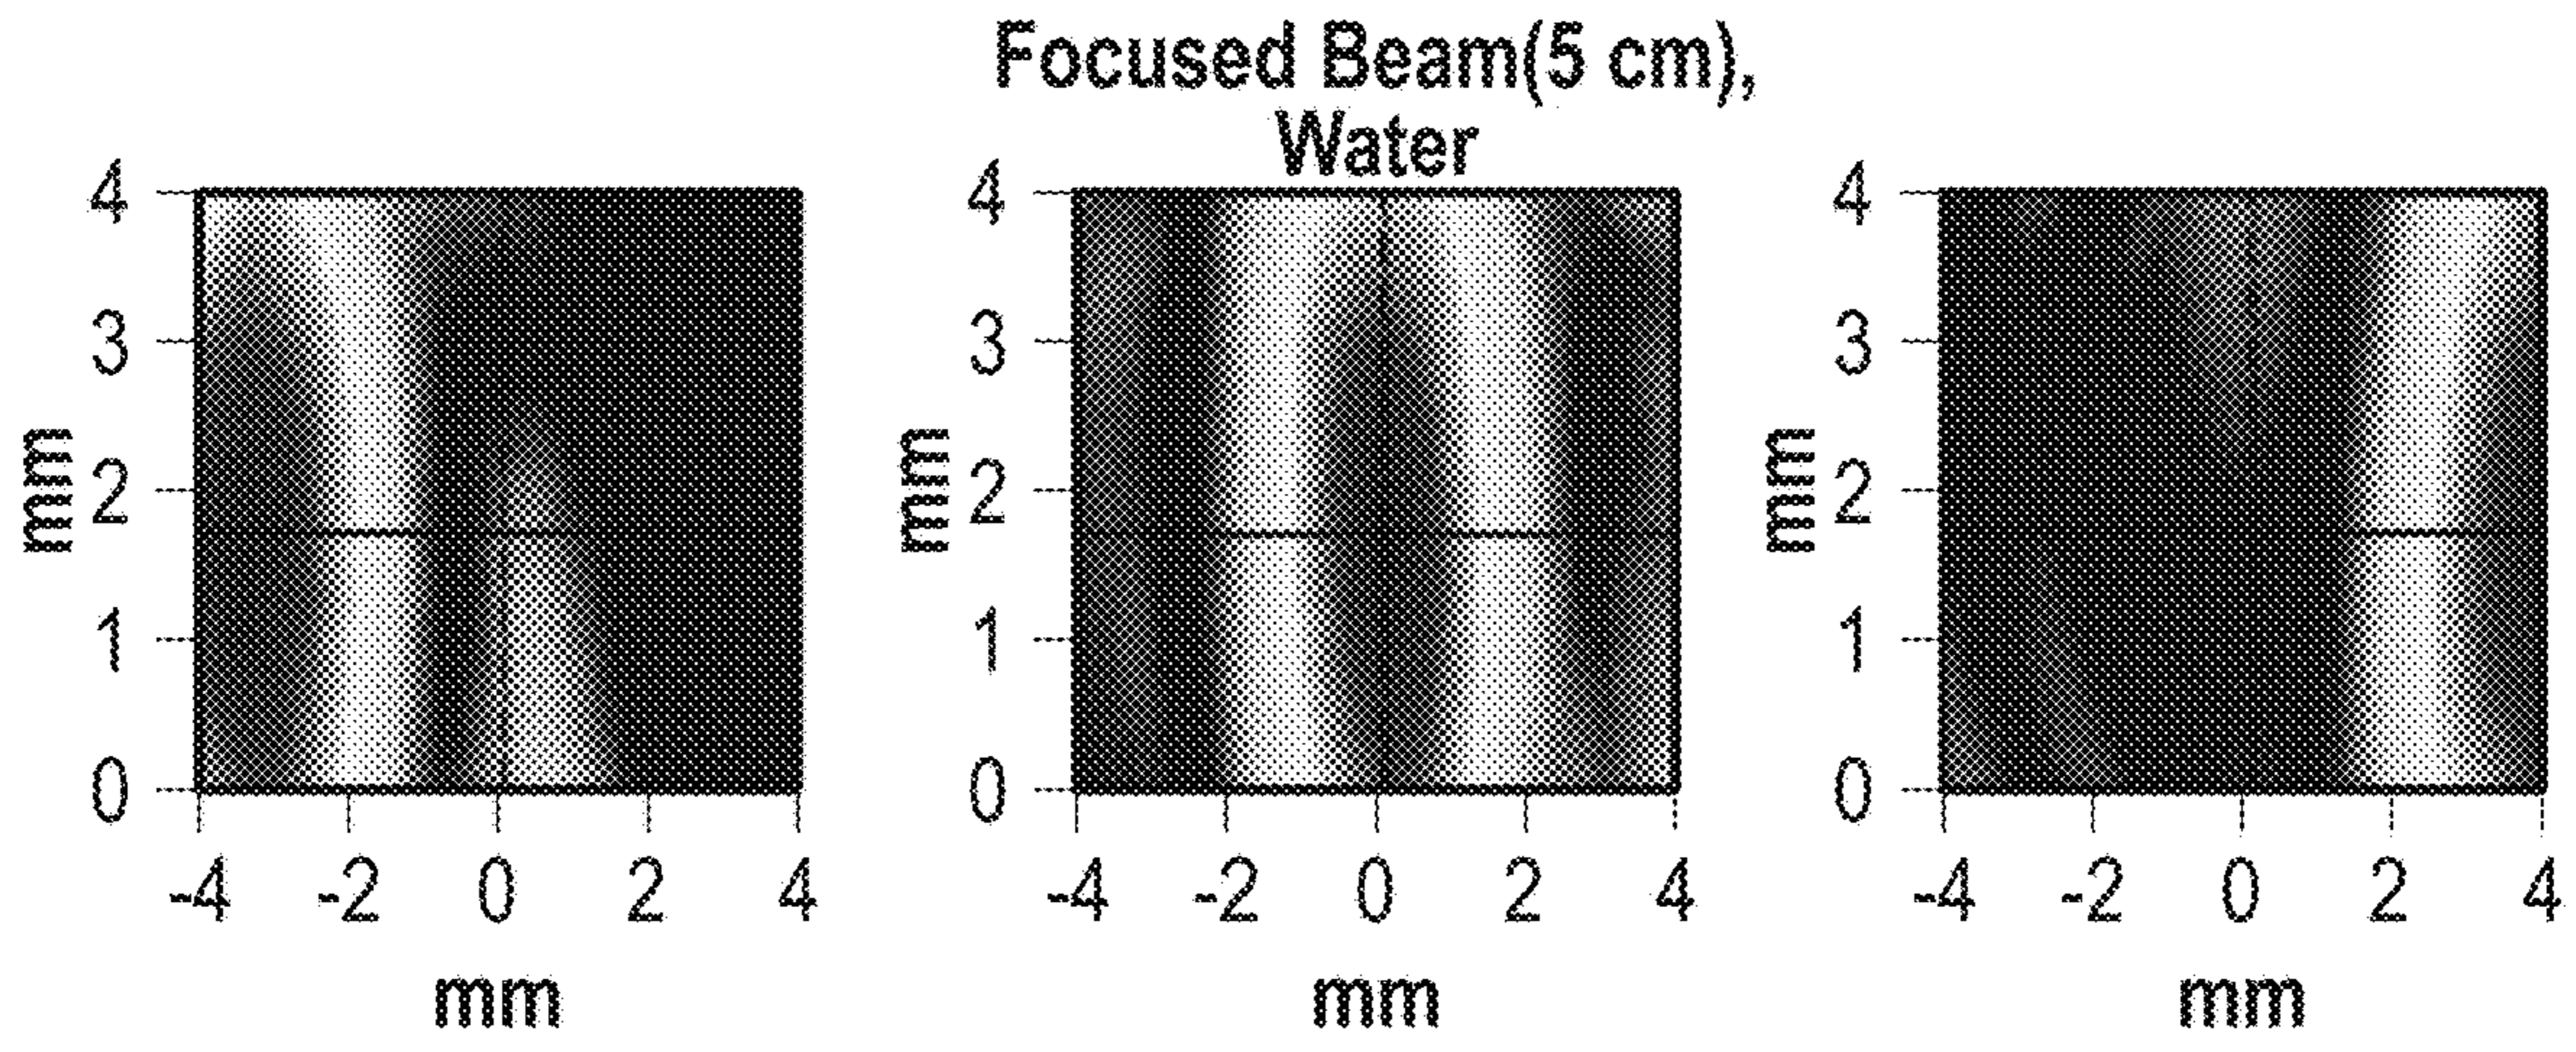 Focused Beam(5 cm),
Water
4 4 4
3 3 3
mm 2 mm 2 mm 2
1 1 1
0 0 0
-4 -2 0 2 4 -4 -2 0 2 4 -4 -2 0 2 4
mm mm mm